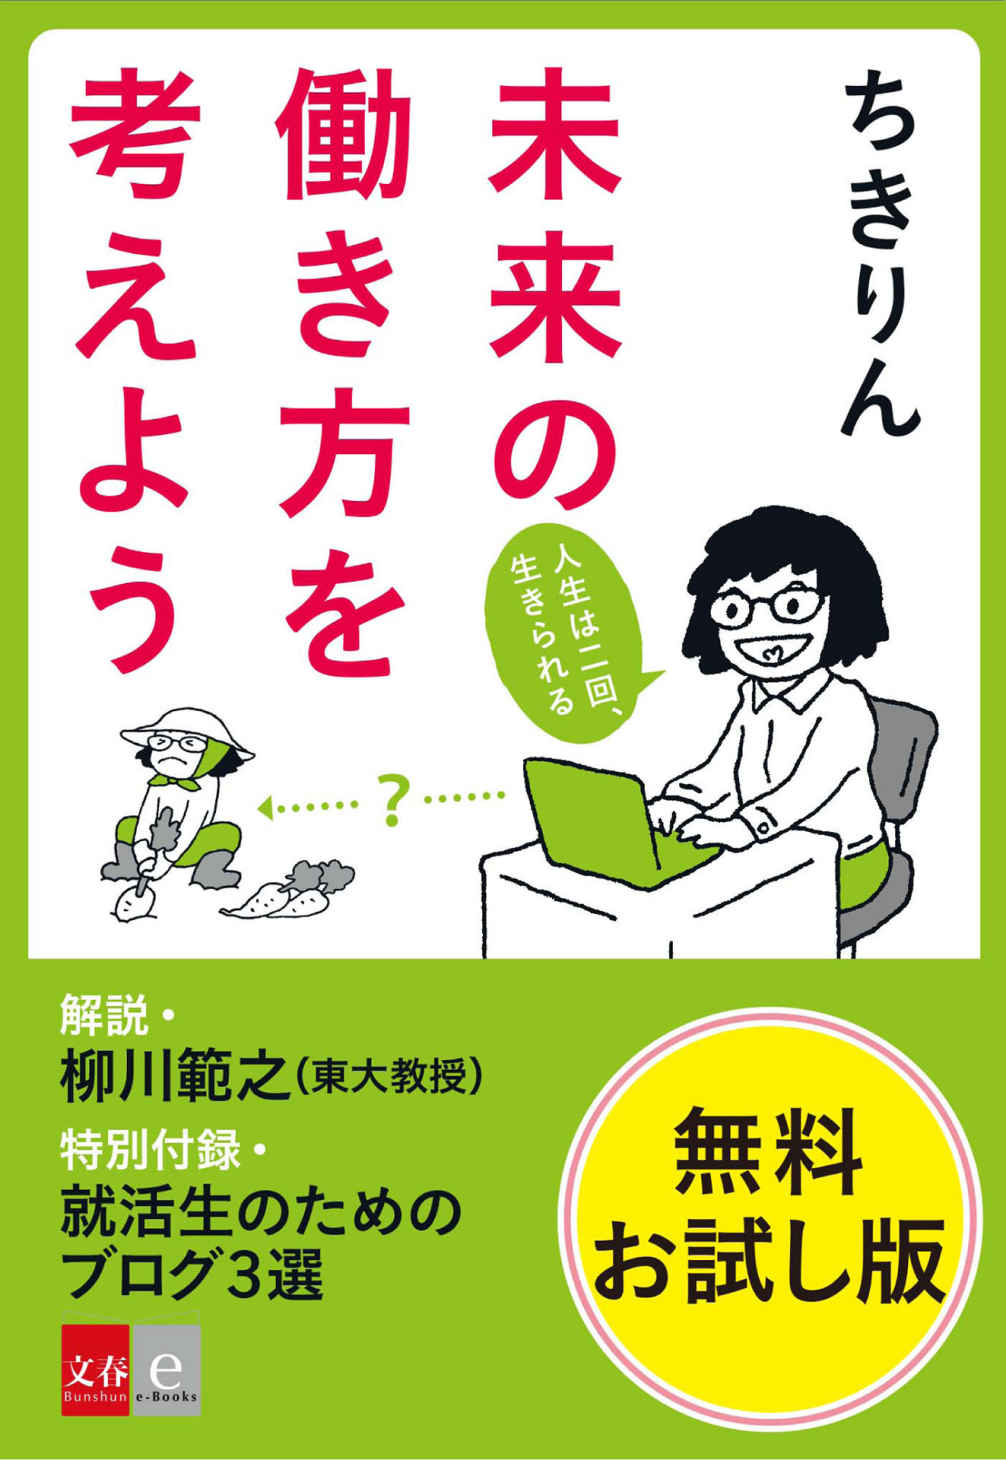 ちきりん
未来の
働き方を
考えよう
人生は二回、
生きられる
?
解説・
柳川範之(東大教授)
特別付録・
就活生のための
ブログ3選
無料
お試し版
文春
Bunshun
e
e-Books